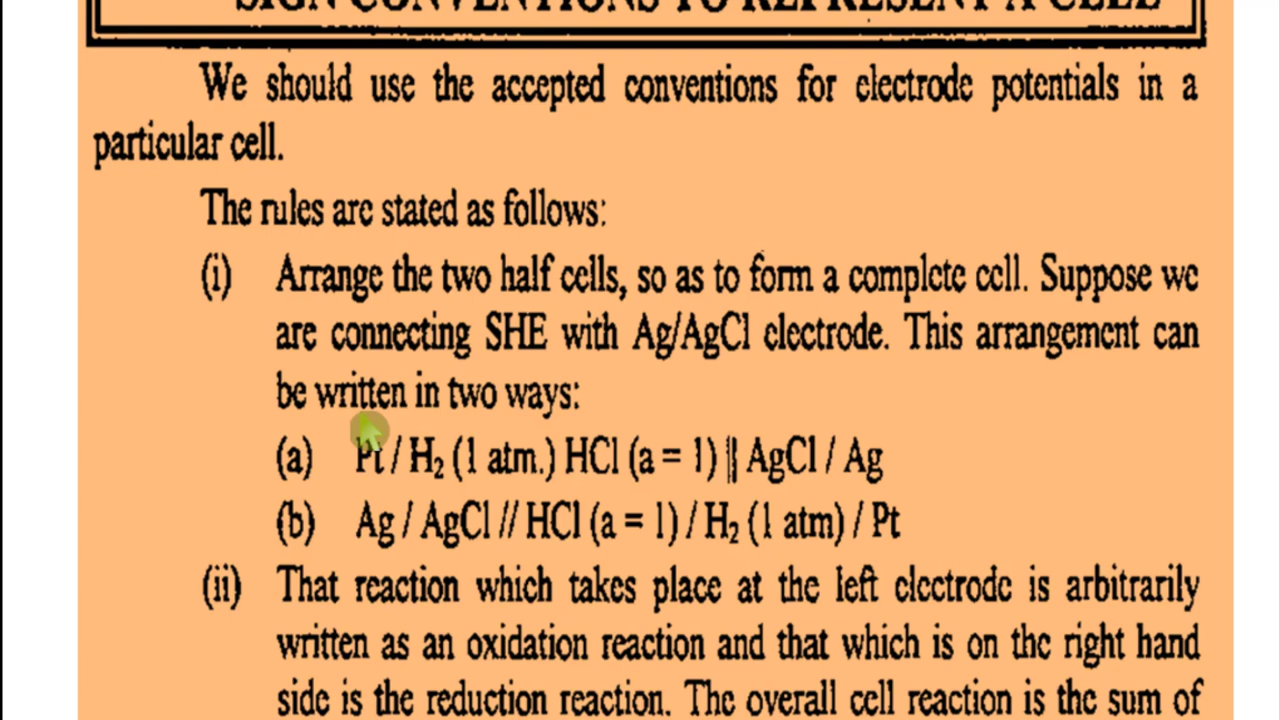 SIGN CONVENTIONS TO REPRESENT A CELL
We should use the accepted conventions for electrode potentials in a
particular cell.
The rules are stated as follows:
(i) Arrange the two half cells, so as to form a complete cell. Suppose we
are connecting SHE with Ag/AgCl electrode. This arrangement can
be written in two ways:
(a) Pt / H₂ (1 atm.) HCl (a = 1) || AgCl / Ag
(b) Ag / AgCl // HCl (a = 1) / H₂ (1 atm) / Pt
(ii) That reaction which takes place at the left electrode is arbitrarily
written as an oxidation reaction and that which is on the right hand
side is the reduction reaction. The overall cell reaction is the sum of